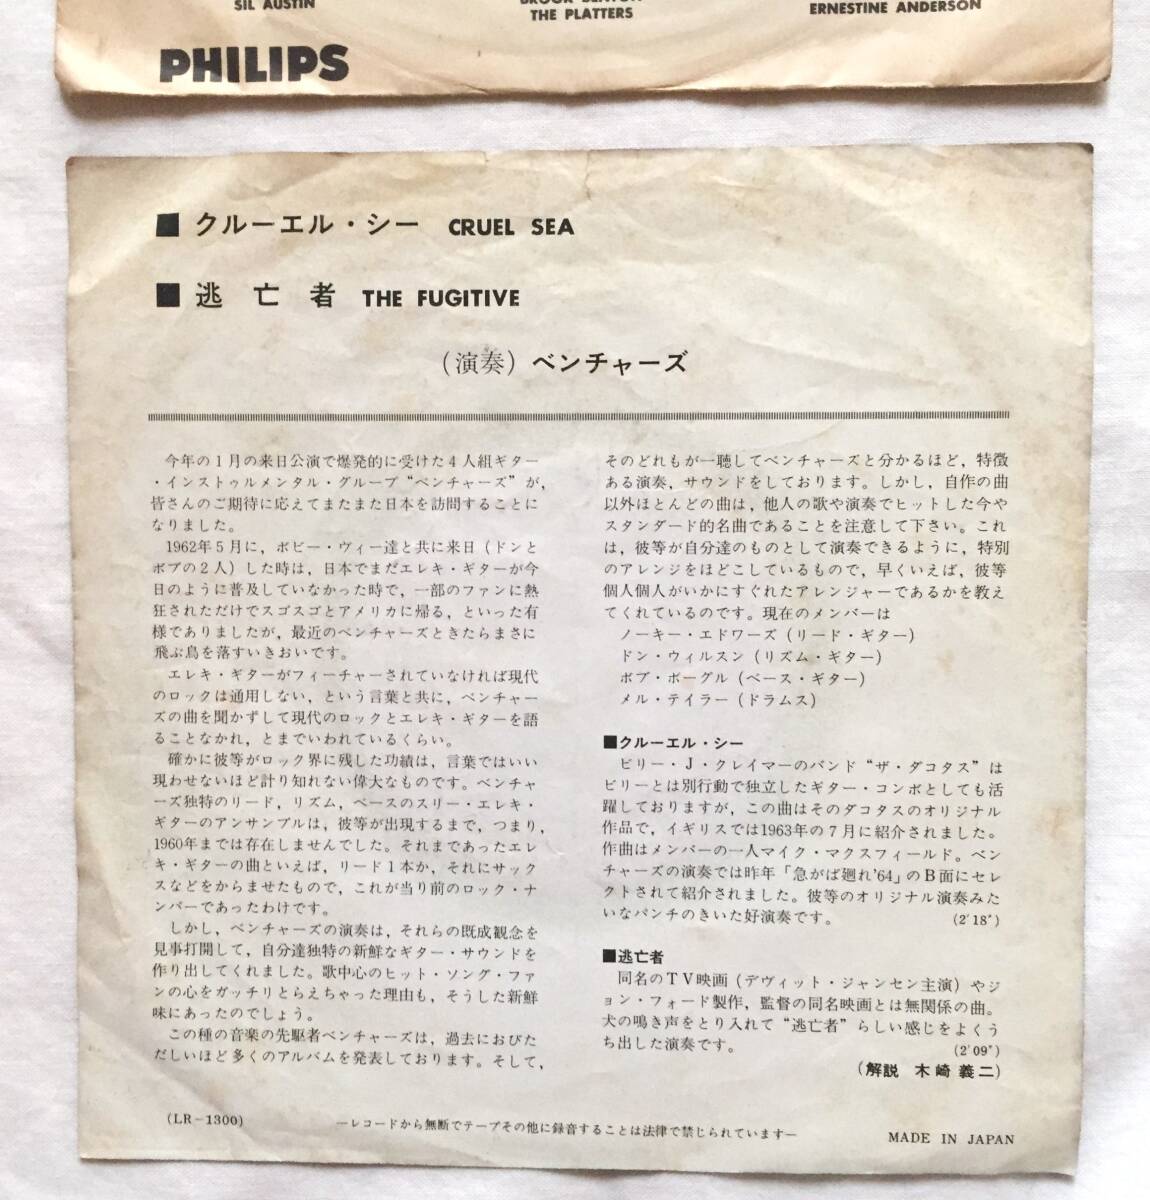 SIL AUSTIN
THE PLATTERS
ERNESTINE ANDERSON
PHILIPS
■ クルーエル・シー CRUEL SEA
■ 逃亡者 THE FUGITIVE
(演奏) ベンチャーズ
今年の1月の来日公演で爆発的に受けた4人組ギター
・インストゥルメンタル・グループ“ベンチャーズ”が,
皆さんのご期待に応えてまたまた日本を訪問することに
なりました。
1962年5月に, ボビー・ヴィー達と共に来日 (ドンと
ボブの2人) した時は, 日本でまだエレキ・ギターが今
日のように普及していなかった時で, 一部のファンに熱
狂されただけでスゴスゴとアメリカに帰る, といった有
様でありましたが, 最近のベンチャーズときたらまさに
飛ぶ鳥を落すいきおいです。
エレキ・ギターがフィーチャーされていなければ現代
のロックは通用しない, という言葉と共に, ベンチャー
ズの曲を聞かずして現代のロックとエレキ・ギターを語
ることなかれ, とまでいわれているくらい。
確かに彼等がロック界に残した功績は, 言葉ではいい
現わせないほど計り知れない偉大なものです。ベンチャ
ーズ独特のリード, リズム, ベースのスリー・エレキ・
ギターのアンサンブルは, 彼等が出現するまで, つまり,
1960年までは存在しませんでした。それまであったエレ
キ・ギターの曲といえば, リード1本か, それにサック
スなどをからませたもので, これが当り前のロック・ナ
ンバーであったわけです。
しかし, ベンチャーズの演奏は, それらの既成観念を
見事打開して, 自分達独特の新鮮なギター・サウンドを
作り出してくれました。歌中心のヒット・ソング・ファ
ンの心をガッチリとらえちゃった理由も, そうした新鮮
味にあったのでしょう。
この種の音楽の先駆者ベンチャーズは, 過去におびた
だしいほど多くのアルバムを発表しております。そして,
そのどれもが一聴してベンチャーズと分かるほど, 特徴
ある演奏, サウンドをしております。しかし, 自作の曲
以外ほとんどの曲は, 他人の歌や演奏でヒットした今や
スタンダード的名曲であることを注意して下さい。これ
は, 彼等が自分達のものとして演奏できるように, 特別
のアレンジをほどこしているもので, 早くいえば, 彼等
個人個人がいかにすぐれたアレンジャーであるかを教え
てくれているのです。現在のメンバーは
ノーキー・エドワーズ (リード・ギター)
ドン・ウィルスン (リズム・ギター)
ボブ・ボーグル (ベース・ギター)
メル・テイラー (ドラムス)
■クルーエル・シー
ビリー・J・クレイマーのバンド“ザ・ダコタス”は
ビリーとは別行動で独立したギター・コンボとしても活
躍しておりますが, この曲はそのダコタスのオリジナル
作品で, イギリスでは1963年の7月に紹介されました。
作曲はメンバーの一人マイク・マクスフィールド。ベン
チャーズの演奏では昨年「急がば廻れ'64」のB面にセレ
クトされて紹介されました。彼等のオリジナル演奏みた
いなパンチのきいた好演奏です。 (2'18")
■逃亡者
同名のTV映画 (デヴィット・ジャンセン主演) やジ
ョン・フォード製作, 監督の同名映画とは無関係の曲。
犬の鳴き声をとり入れて“逃亡者”らしい感じをよくう
ち出した演奏です。 (2'09")
(解説 木崎義二)
(LR-1300)
—レコードから無断でテープその他に録音することは法律で禁じられています—
MADE IN JAPAN